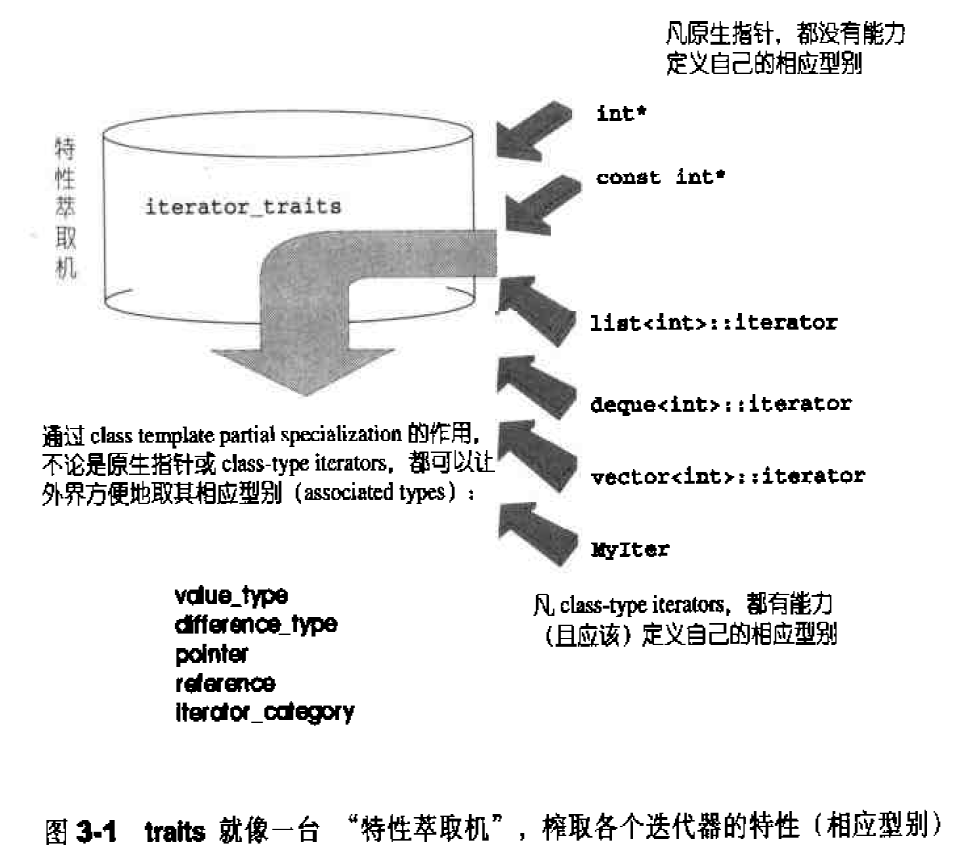 凡原生指针，都没有能力
定义自己的相应型别
int*
const int*
特性萃取机
iterator_traits
list<int>::iterator
deque<int>::iterator
vector<int>::iterator
MyIter
通过 class template partial specialization 的作用，
不论是原生指针或 class-type iterators，都可以让
外界方便地取其相应型别（associated types）：
凡 class-type iterators，都有能力
（且应该）定义自己的相应型别
value_type
difference_type
pointer
reference
iterator_category
图 3-1 traits 就像一台 “特性萃取机”，榨取各个迭代器的特性（相应型别）